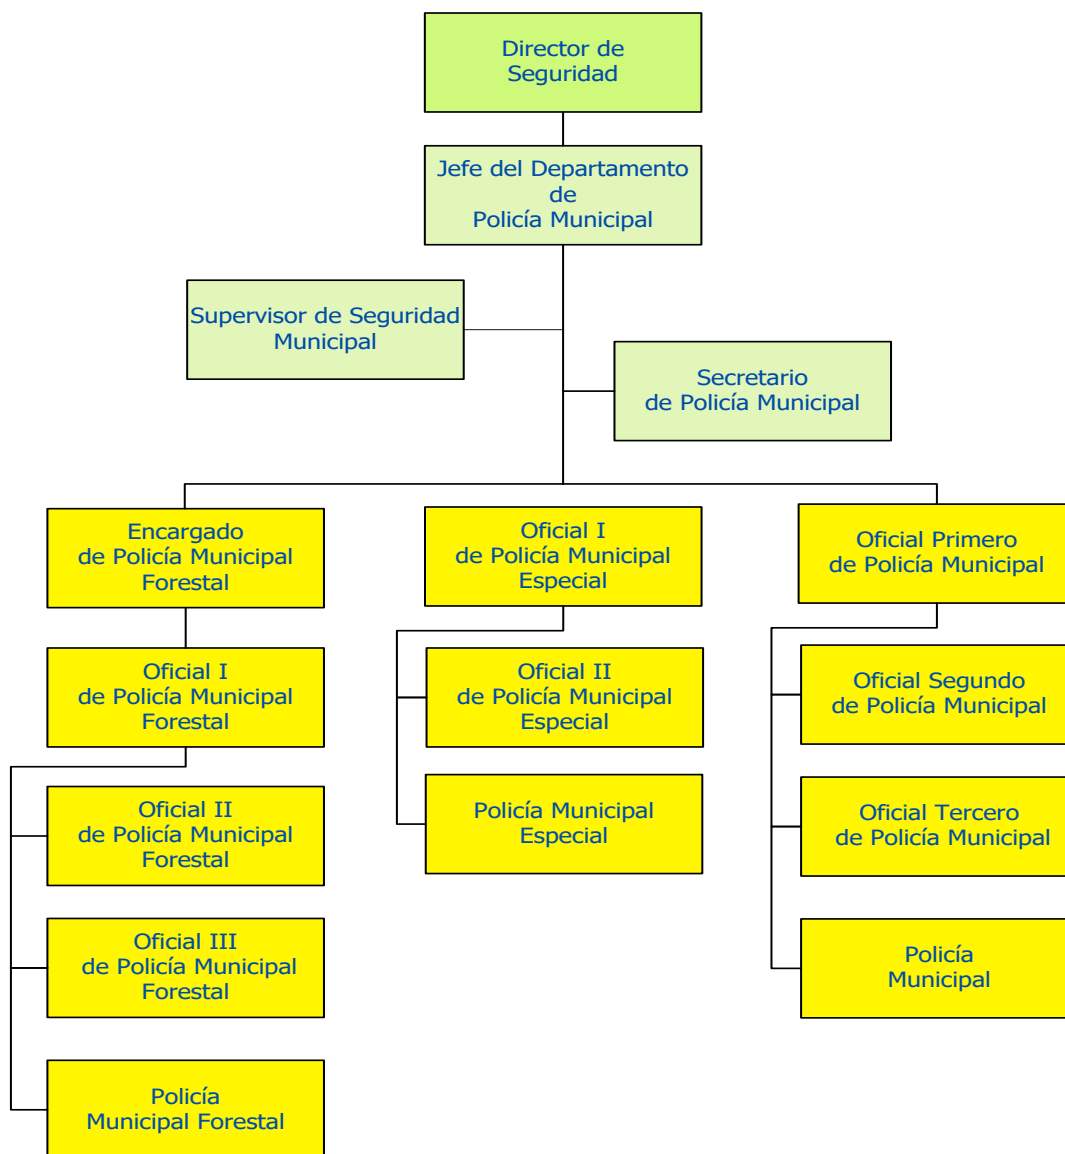 Director de
Seguridad
Jefe del Departamento
de
Policía Municipal
Supervisor de Seguridad
Municipal
Secretario
de Policía Municipal
Encargado
de Policía Municipal
Forestal
Oficial I
de Policía Municipal
Especial
Oficial Primero
de Policía Municipal
Oficial I
de Policía Municipal
Forestal
Oficial II
de Policía Municipal
Especial
Oficial Segundo
de Policía Municipal
Oficial II
de Policía Municipal
Forestal
Policía Municipal
Especial
Oficial Tercero
de Policía Municipal
Oficial III
de Policía Municipal
Forestal
Policía
Municipal
Policía
Municipal Forestal